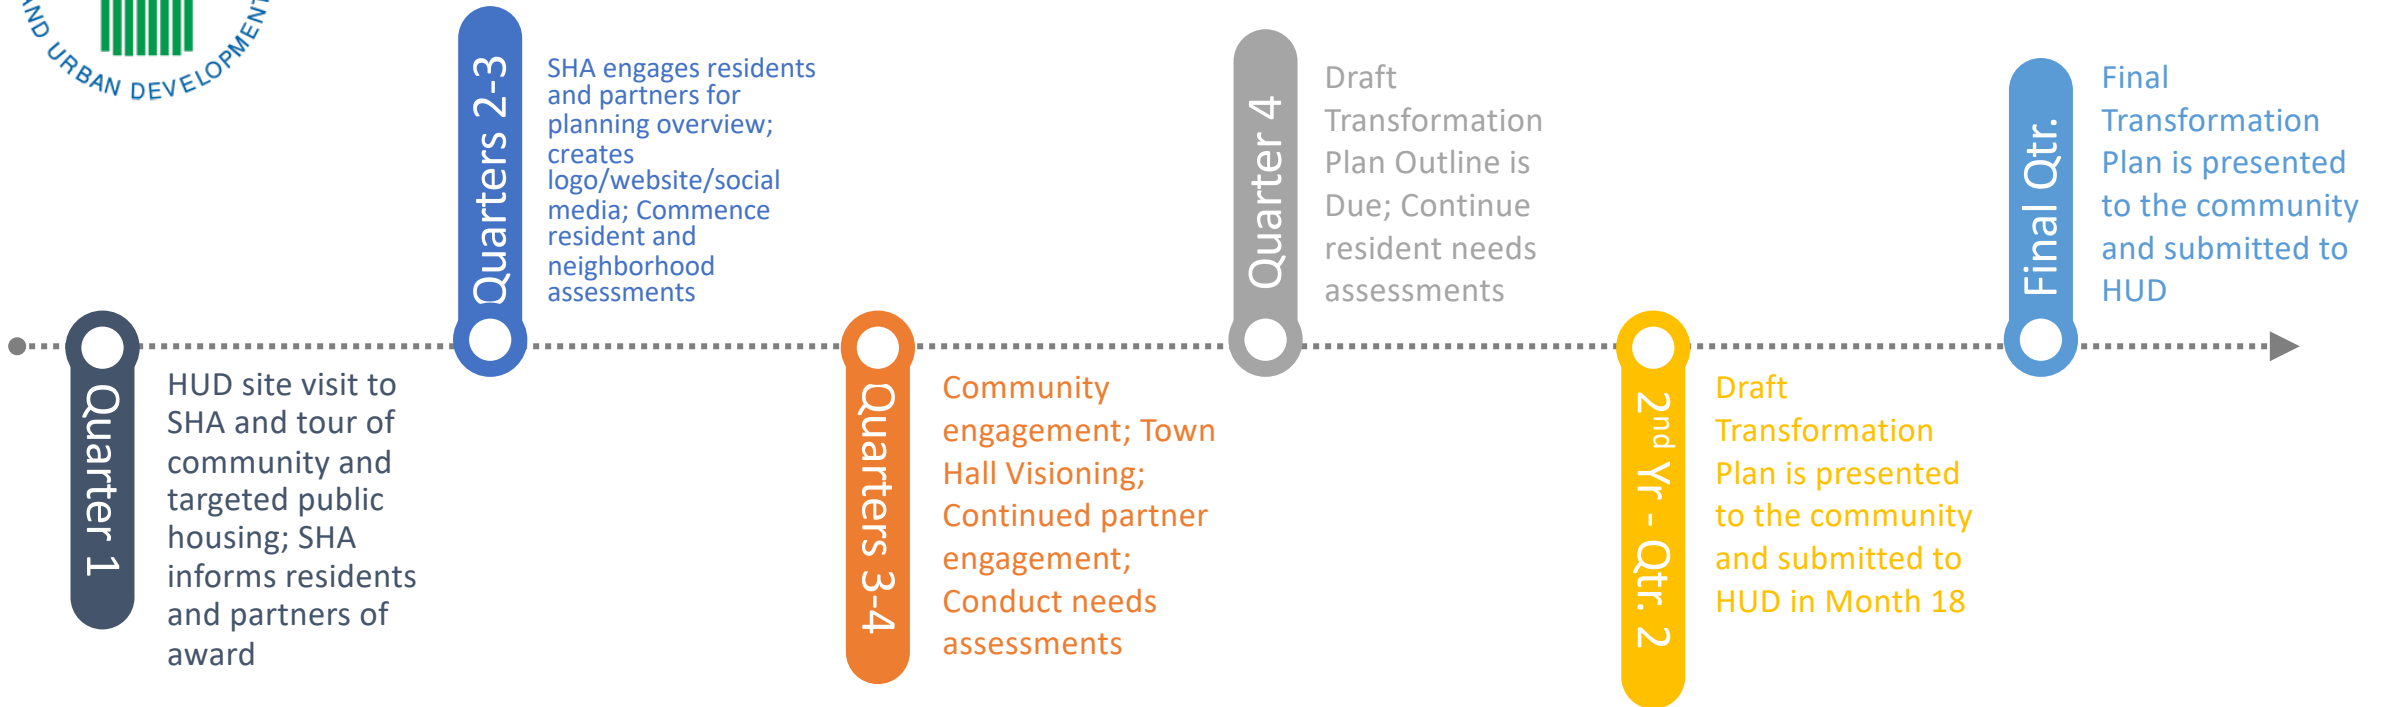 AND URBAN DEVELOPMENT
Quarter 1
HUD site visit to
SHA and tour of
community and
targeted public
housing; SHA
informs residents
and partners of
award
Quarters 2-3
SHA engages residents
and partners for
planning overview;
creates
logo/website/social
media; Commence
resident and
neighborhood
assessments
Quarters 3-4
Community
engagement; Town
Hall Visioning;
Continued partner
engagement;
Conduct needs
assessments
Quarter 4
Draft
Transformation
Plan Outline is
Due; Continue
resident needs
assessments
2nd Yr - Qtr. 2
Draft
Transformation
Plan is presented
to the community
and submitted to
HUD in Month 18
Final Qtr.
Final
Transformation
Plan is presented
to the community
and submitted to
HUD